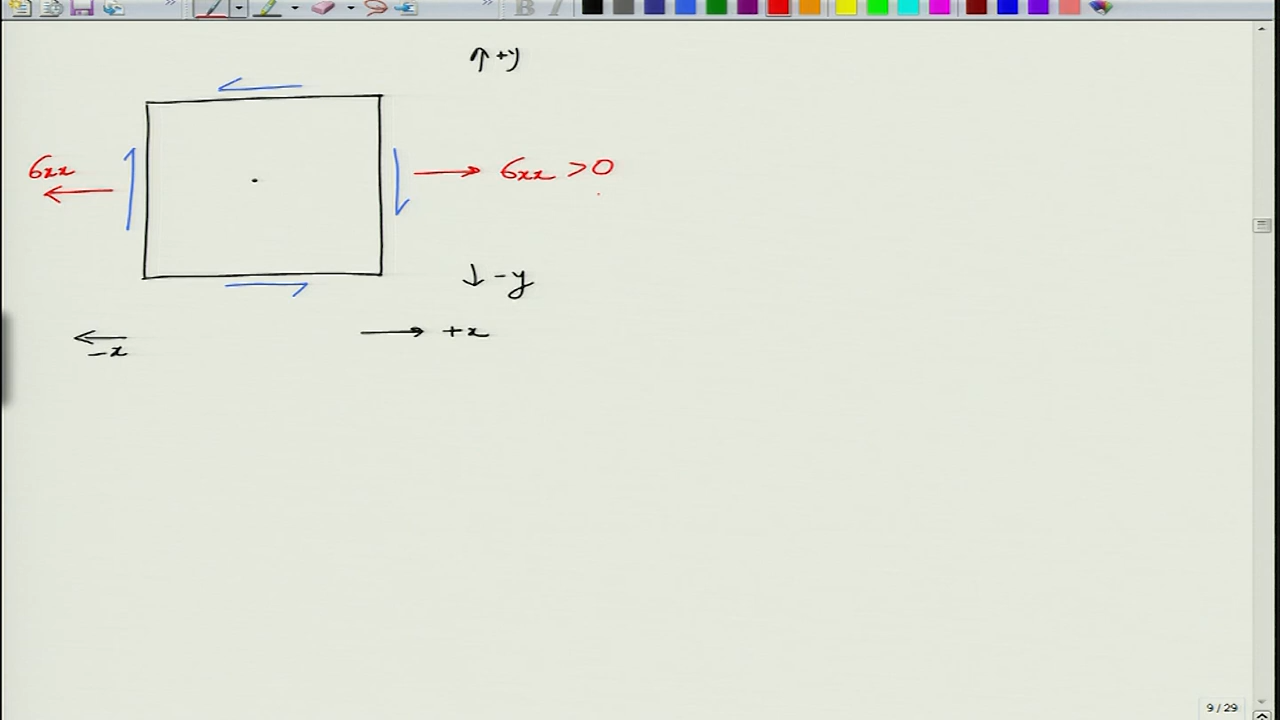 ↑ +y
σxx
→ σxx > 0
↓ -y
→ +x
← -x
9 / 29